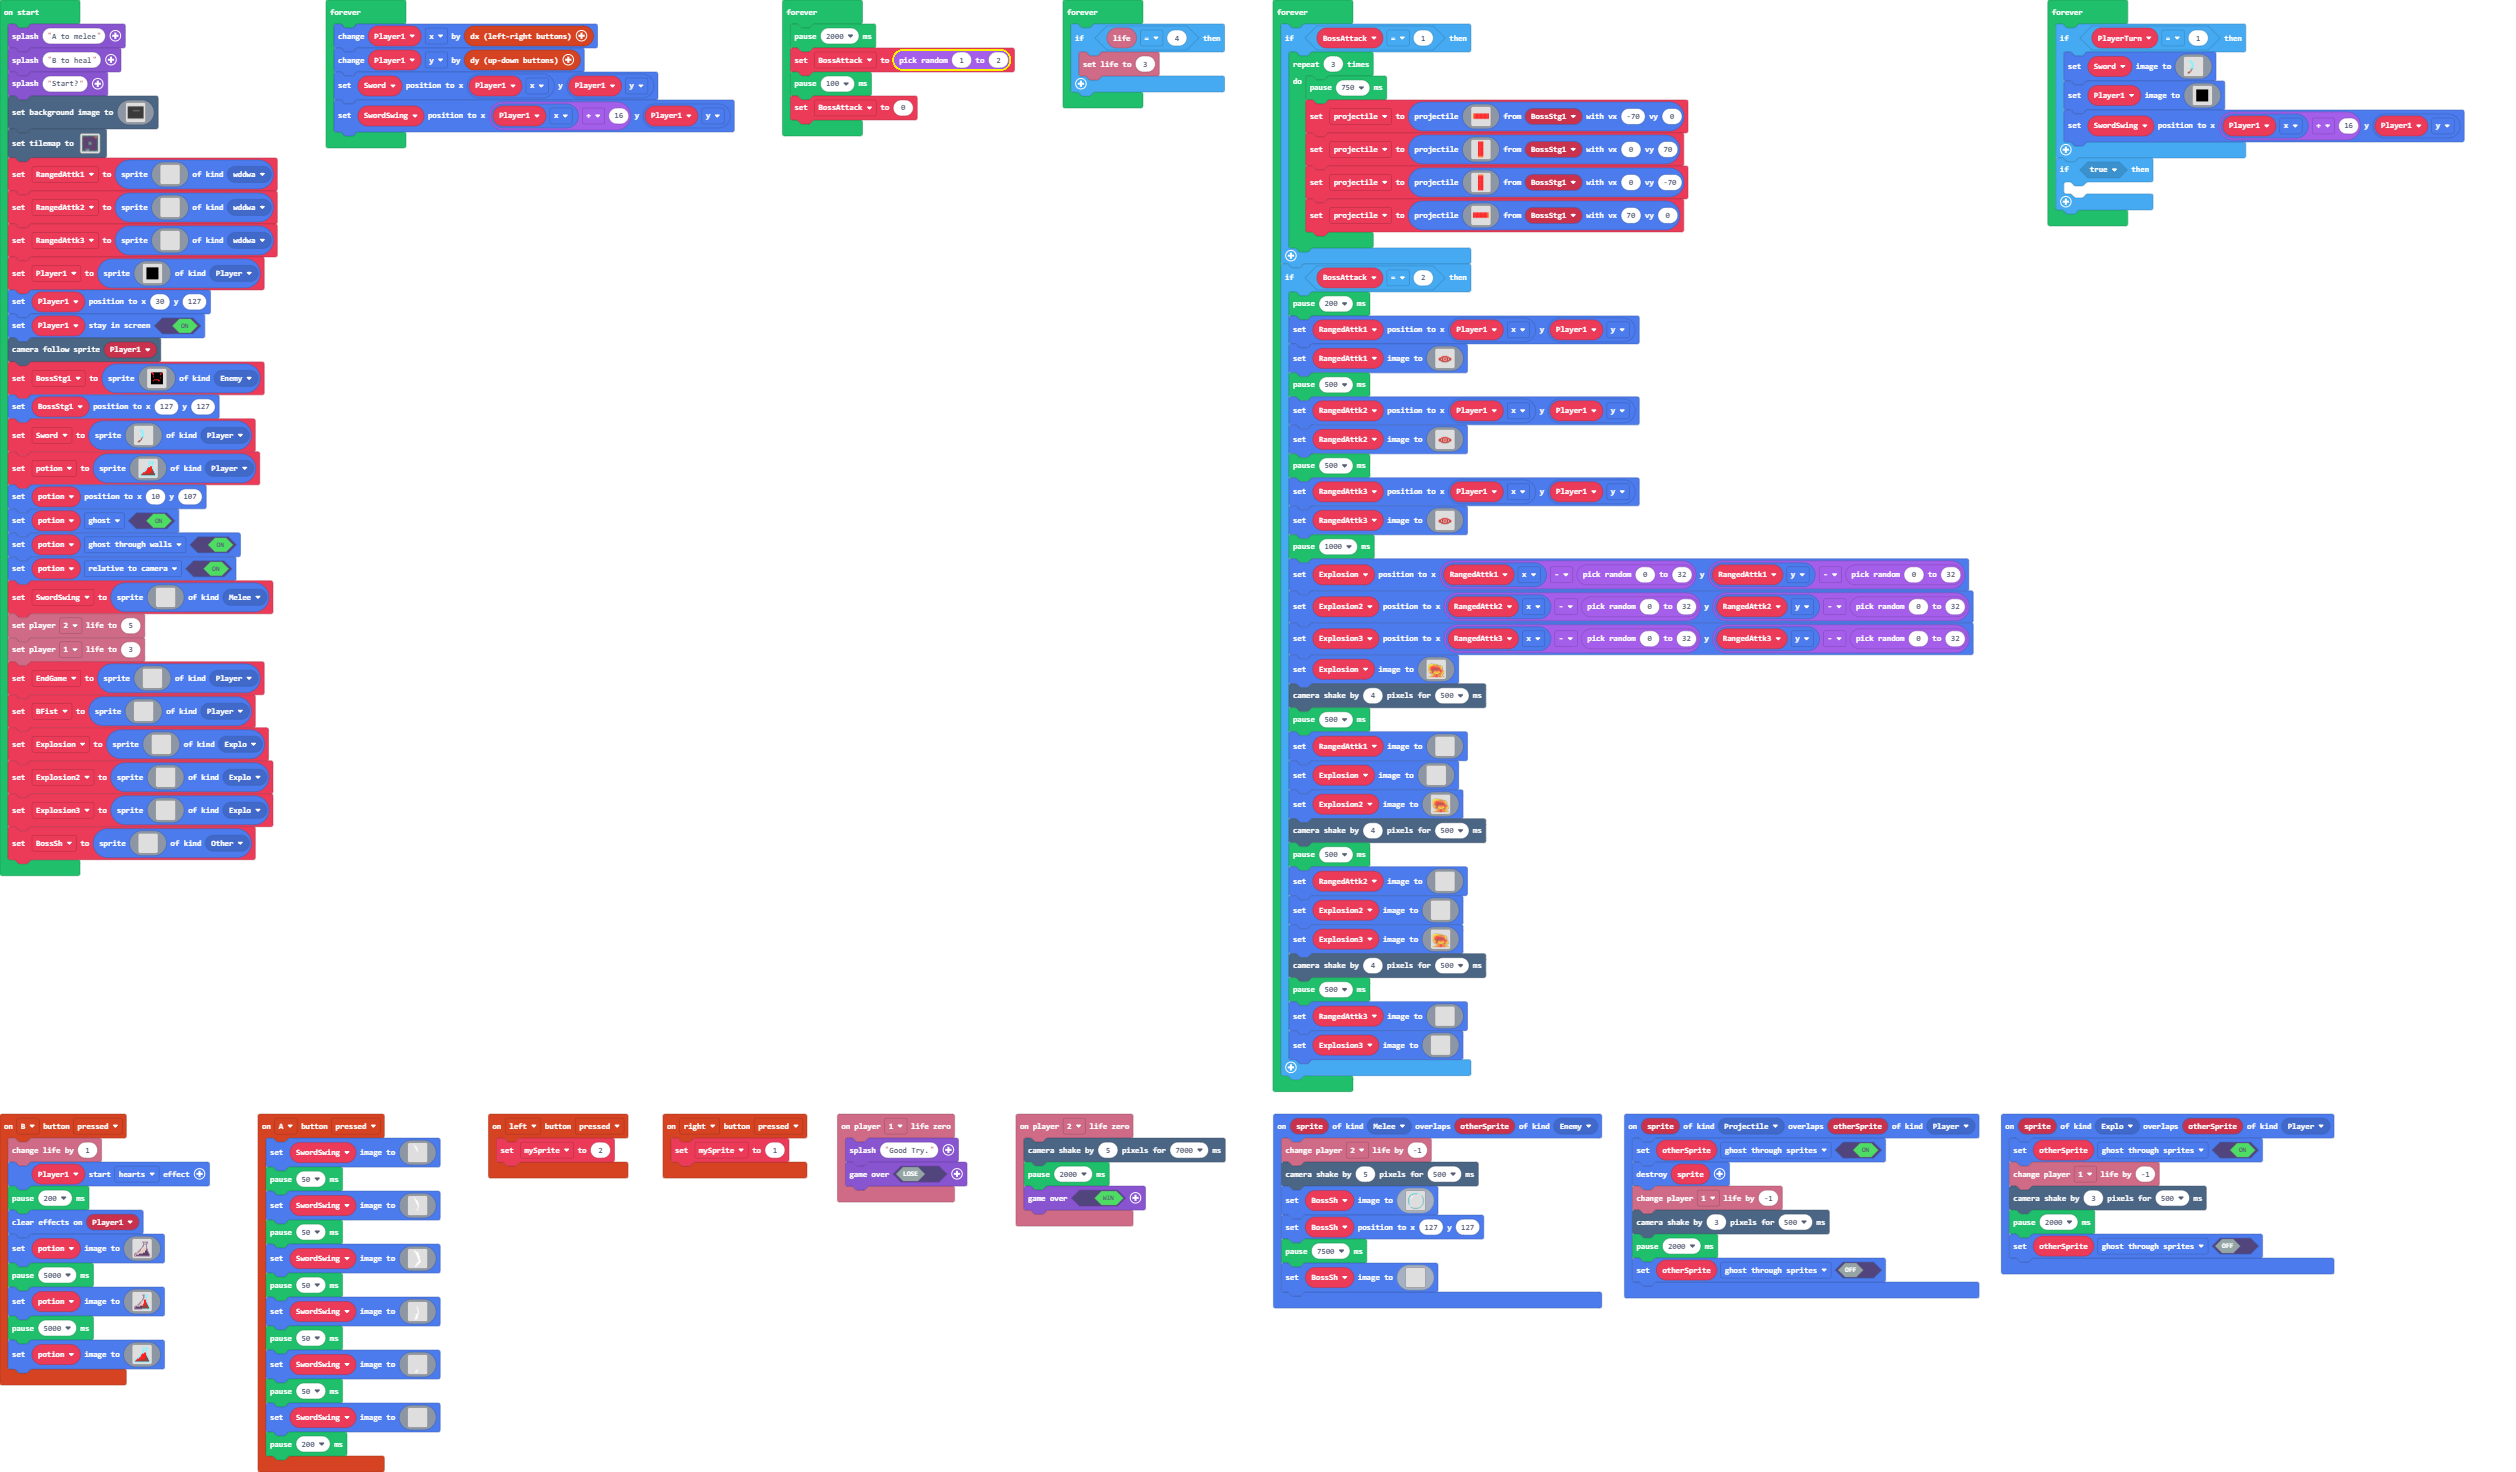 on start
splash "A to melee"
splash "B to heal"
splash "Start?"
set background image to
set tilemap to
set RangedAttk1 to sprite of kind wddwa
set RangedAttk2 to sprite of kind wddwa
set RangedAttk3 to sprite of kind wddwa
set Player1 to sprite of kind Player
set Player1 position to x 30 y 127
set Player1 stay in screen ON
camera follow sprite Player1
set BossStg1 to sprite of kind Enemy
set BossStg1 position to x 127 y 127
set Sword to sprite of kind Player
set potion to sprite of kind Player
set potion position to x 10 y 107
set potion ghost ON
set potion ghost through walls ON
set potion relative to camera ON
set SwordSwing to sprite of kind Melee
set player 2 life to 5
set player 1 life to 3
set EndGame to sprite of kind Player
set BFist to sprite of kind Player
set Explosion to sprite of kind Explo
set Explosion2 to sprite of kind Explo
set Explosion3 to sprite of kind Explo
set BossSh to sprite of kind Other
forever
change Player1 x by dx (left-right buttons)
change Player1 y by dy (up-down buttons)
set Sword position to x Player1 x y Player1 y
set SwordSwing position to x Player1 x + 16 y Player1 y
forever
pause 2000 ms
set BossAttack to pick random 1 to 2
pause 100 ms
set BossAttack to 0
forever
if life = 4 then
set life to 3
forever
if BossAttack = 1 then
repeat 3 times
do
pause 750 ms
set projectile to projectile from BossStg1 with vx -70 vy 0
set projectile to projectile from BossStg1 with vx 0 vy 70
set projectile to projectile from BossStg1 with vx 0 vy -70
set projectile to projectile from BossStg1 with vx 70 vy 0
if BossAttack = 2 then
pause 200 ms
set RangedAttk1 position to x Player1 x y Player1 y
set RangedAttk1 image to
pause 500 ms
set RangedAttk2 position to x Player1 x y Player1 y
set RangedAttk2 image to
pause 500 ms
set RangedAttk3 position to x Player1 x y Player1 y
set RangedAttk3 image to
pause 1000 ms
set Explosion position to x RangedAttk1 x - pick random 0 to 32 y RangedAttk1 y - pick random 0 to 32
set Explosion2 position to x RangedAttk2 x - pick random 0 to 32 y RangedAttk2 y - pick random 0 to 32
set Explosion3 position to x RangedAttk3 x - pick random 0 to 32 y RangedAttk3 y - pick random 0 to 32
set Explosion image to
camera shake by 4 pixels for 500 ms
pause 500 ms
set RangedAttk1 image to
set Explosion image to
set Explosion2 image to
camera shake by 4 pixels for 500 ms
pause 500 ms
set RangedAttk2 image to
set Explosion2 image to
set Explosion3 image to
camera shake by 4 pixels for 500 ms
pause 500 ms
set RangedAttk3 image to
set Explosion3 image to
forever
if PlayerTurn = 1 then
set Sword image to
set Player1 image to
set SwordSwing position to x Player1 x + 16 y Player1 y
if true then
on B button pressed
change life by 1
Player1 start hearts effect
pause 200 ms
clear effects on Player1
set potion image to
pause 5000 ms
set potion image to
pause 5000 ms
set potion image to
on A button pressed
set SwordSwing image to
pause 50 ms
set SwordSwing image to
pause 50 ms
set SwordSwing image to
pause 50 ms
set SwordSwing image to
pause 50 ms
set SwordSwing image to
pause 50 ms
set SwordSwing image to
pause 200 ms
on left button pressed
set mySprite to 2
on right button pressed
set mySprite to 1
on player 1 life zero
splash "Good Try."
game over LOSE
on player 2 life zero
camera shake by 5 pixels for 7000 ms
pause 2000 ms
game over WIN
on sprite of kind Melee overlaps otherSprite of kind Enemy
change player 2 life by -1
camera shake by 5 pixels for 500 ms
set BossSh image to
set BossSh position to x 127 y 127
pause 7500 ms
set BossSh image to
on sprite of kind Projectile overlaps otherSprite of kind Player
set otherSprite ghost through sprites ON
destroy sprite
change player 1 life by -1
camera shake by 3 pixels for 500 ms
pause 2000 ms
set otherSprite ghost through sprites OFF
on sprite of kind Explo overlaps otherSprite of kind Player
set otherSprite ghost through sprites ON
change player 1 life by -1
camera shake by 3 pixels for 500 ms
pause 2000 ms
set otherSprite ghost through sprites OFF